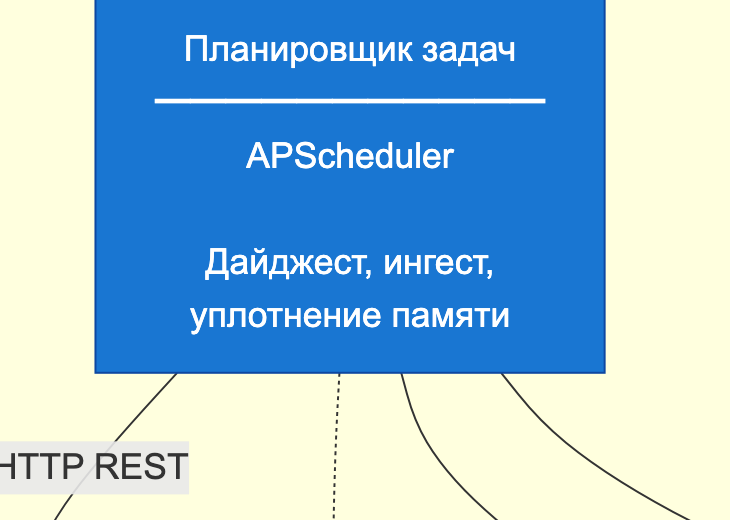 Планировщик задач
APScheduler
Дайджест, ингест,
уплотнение памяти
HTTP REST